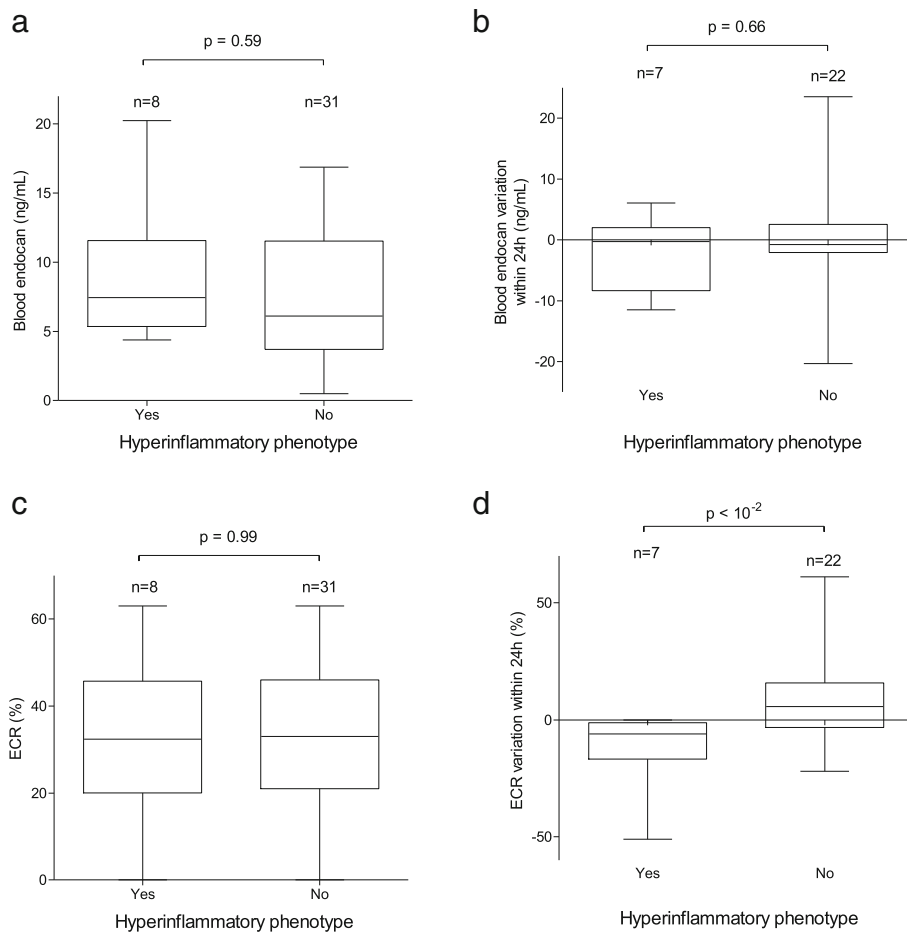 a
p = 0.59
n=8
n=31
20
15
10
5
0
Blood endocan (ng/mL)
Yes
No
Hyperinflammatory phenotype
b
p = 0.66
n=7
n=22
20
10
0
-10
-20
Blood endocan variation
within 24h (ng/mL)
Yes
No
Hyperinflammatory phenotype
c
p = 0.99
n=8
n=31
60
40
20
0
ECR (%)
Yes
No
Hyperinflammatory phenotype
d
p < 10⁻²
n=7
n=22
50
0
-50
ECR variation within 24h (%)
Yes
No
Hyperinflammatory phenotype